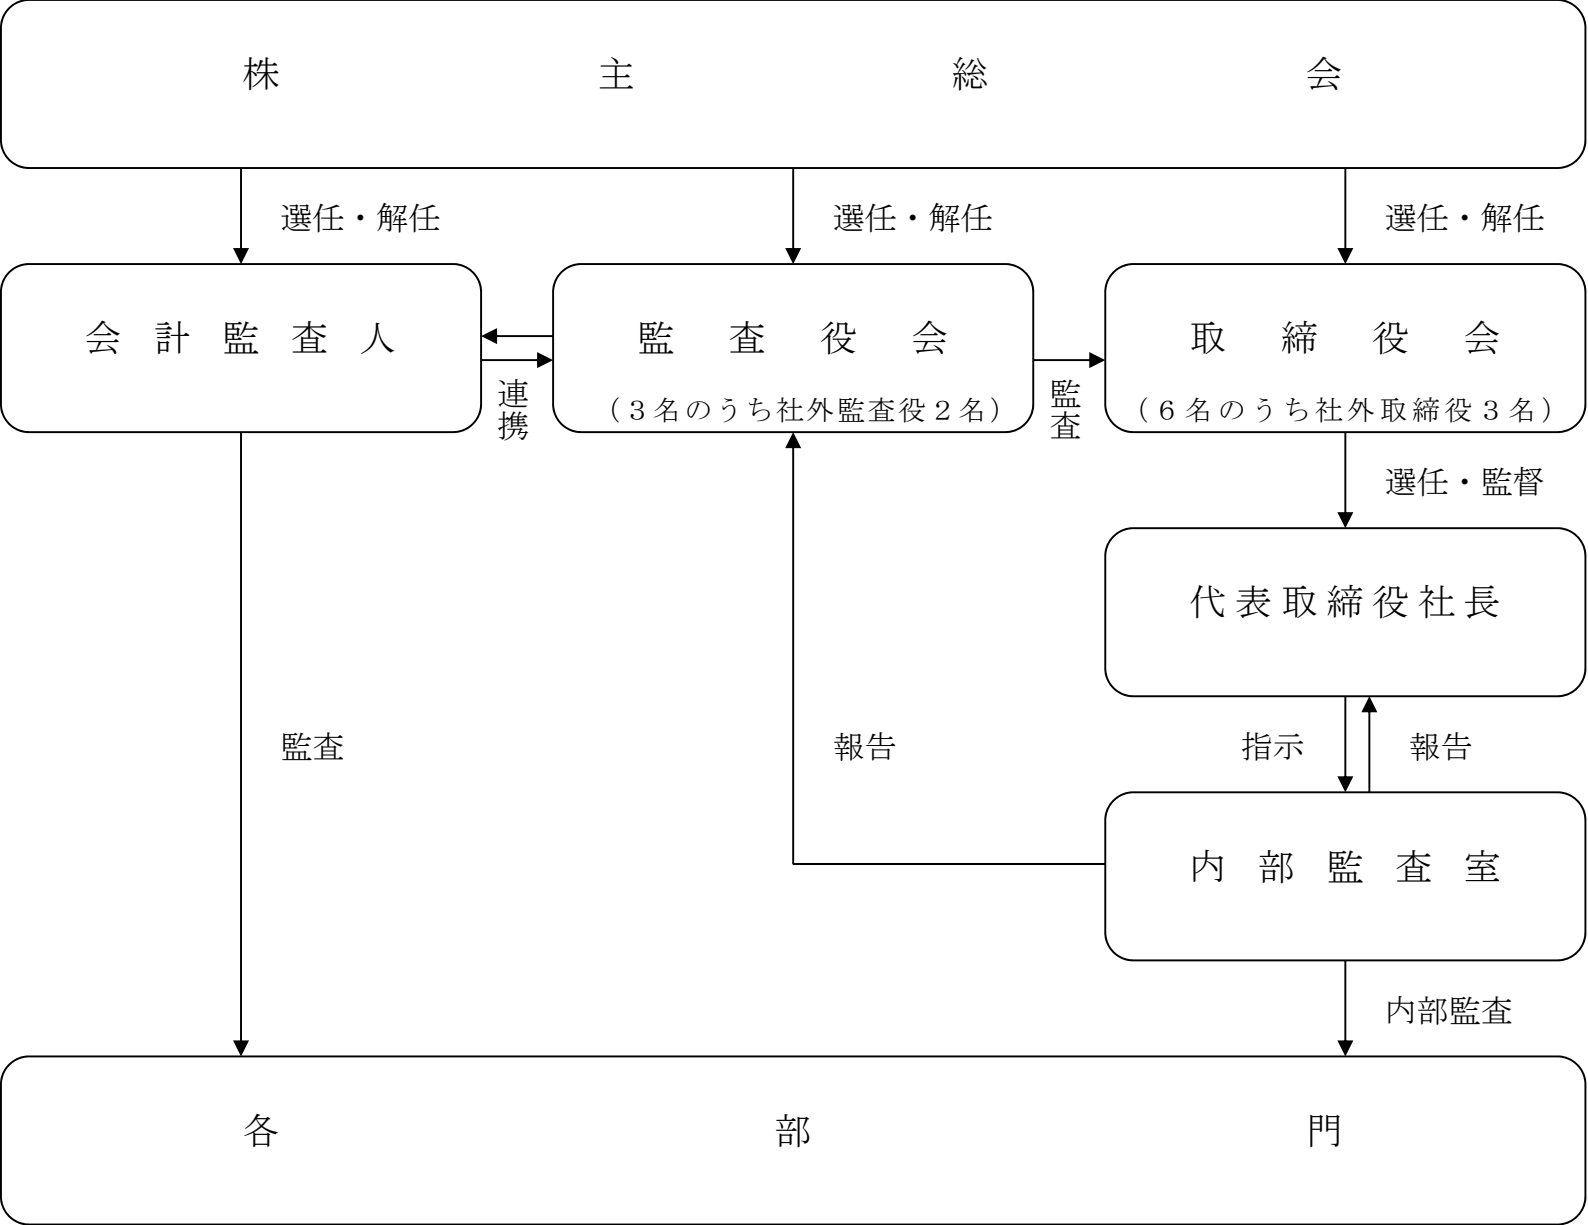 株主総会
選任・解任
選任・解任
選任・解任
会計監査人
監査役会
（３名のうち社外監査役２名）
取締役会
（６名のうち社外取締役３名）
連携
監査
選任・監督
代表取締役社長
監査
報告
指示
報告
内部監査室
内部監査
各部門